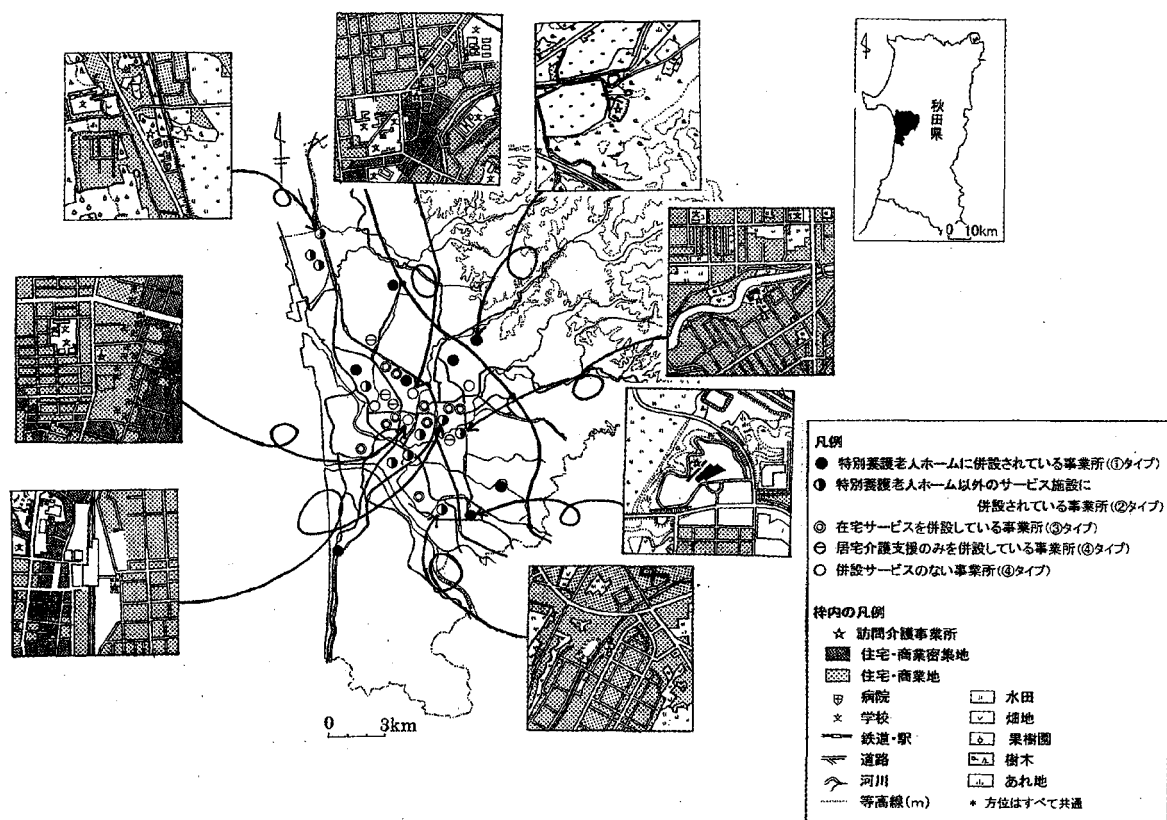 秋田県
0 10km
0 3km
凡例
● 特別養護老人ホームに併設されている事業所(①タイプ)
◐ 特別養護老人ホーム以外のサービス施設に
併設されている事業所(②タイプ)
◎ 在宅サービスを併設している事業所(③タイプ)
⊖ 居宅介護支援のみを併設している事業所(④タイプ)
○ 併設サービスのない事業所(④タイプ)
枠内の凡例
☆ 訪問介護事業所
住宅・商業密集地
住宅・商業地
病院
学校
鉄道・駅
道路
河川
等高線(m)
水田
畑地
果樹園
樹木
あれ地
* 方位はすべて共通